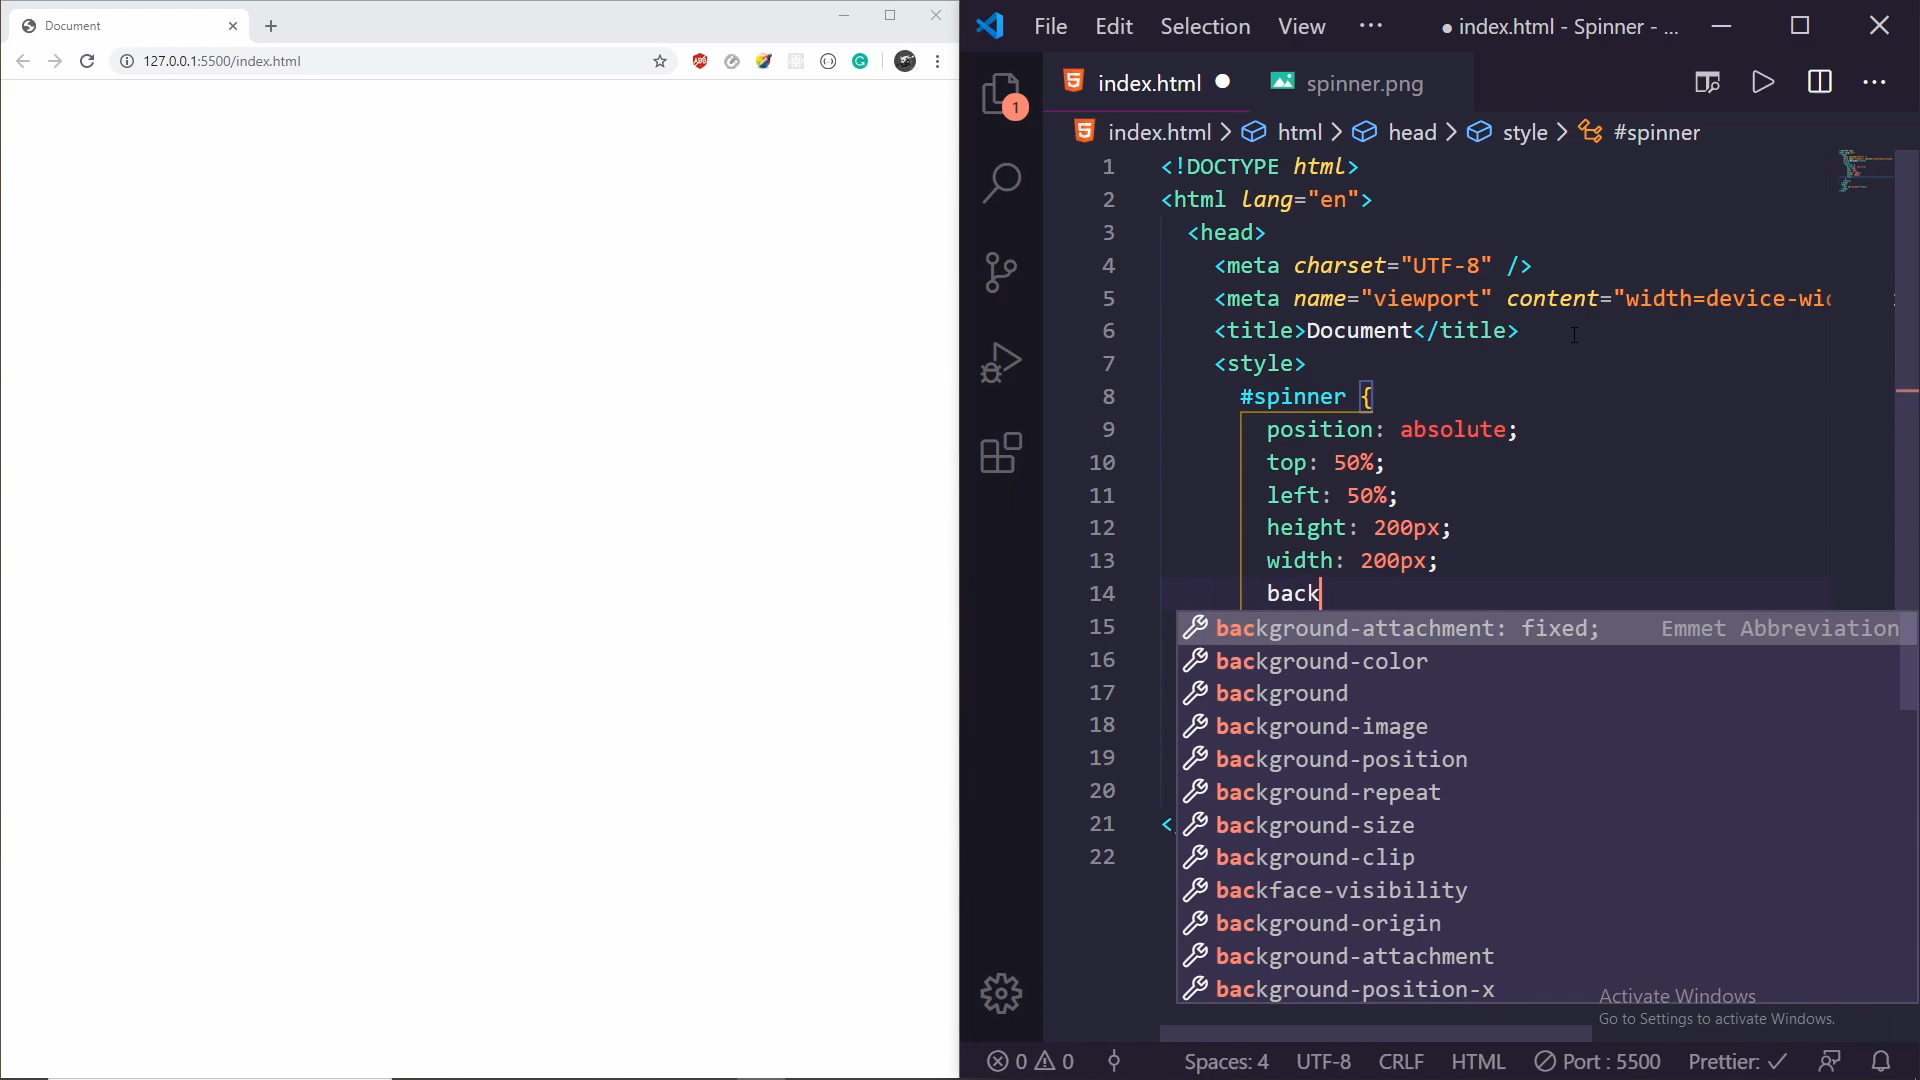 Document
127.0.0.1:5500/index.html
File Edit Selection View ··· ● index.html - Spinner - ...
index.html ● spinner.png
1
index.html > html > head > style > #spinner
1 <!DOCTYPE html>
2 <html lang="en">
3 <head>
4 <meta charset="UTF-8" />
5 <meta name="viewport" content="width=device-wi
6 <title>Document</title>
7 <style>
8 #spinner {
9 position: absolute;
10 top: 50%;
11 left: 50%;
12 height: 200px;
13 width: 200px;
14 back
15 background-attachment: fixed; Emmet Abbreviation
16 background-color
17 background
18 background-image
19 background-position
20 background-repeat
21 < background-size
22 background-clip
backface-visibility
background-origin
background-attachment
background-position-x
Activate Windows
Go to Settings to activate Windows.
0 0 Spaces: 4 UTF-8 CRLF HTML Port : 5500 Prettier: ✓